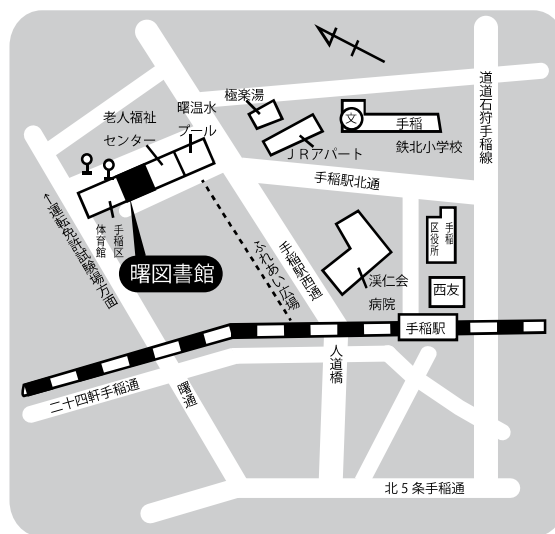 極楽湯
曙温水
プール
老人福祉
センター
文
手稲
鉄北小学校
JRアパート
道道石狩手稲線
手稲駅北通
←運転免許試験場方面
手稲区
体育館
曙図書館
ふれあい広場
手稲駅西通
渓仁会
病院
手稲
区役所
西友
手稲駅
人道橋
二十四軒手稲通
曙通
北5条手稲通